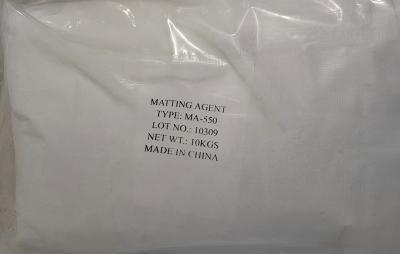 MATTING AGENT
TYPE: MA-550
LOT NO.: 10309
NET WT.: 10KGS
MADE IN CHINA